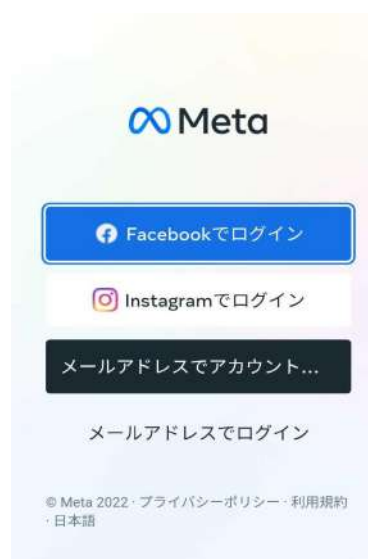 Meta
Facebookでログイン
Instagramでログイン
メールアドレスでアカウント...
メールアドレスでログイン
© Meta 2022 · プライバシーポリシー · 利用規約
· 日本語